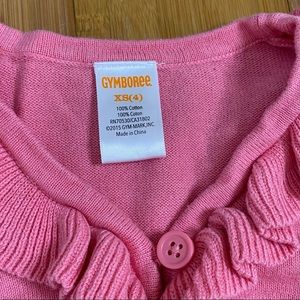 GYMBOREE
XS(4)
100% Cotton
100% Coton
RN70530/CA31802
©2015 GYM-MARK,INC.
Made in China